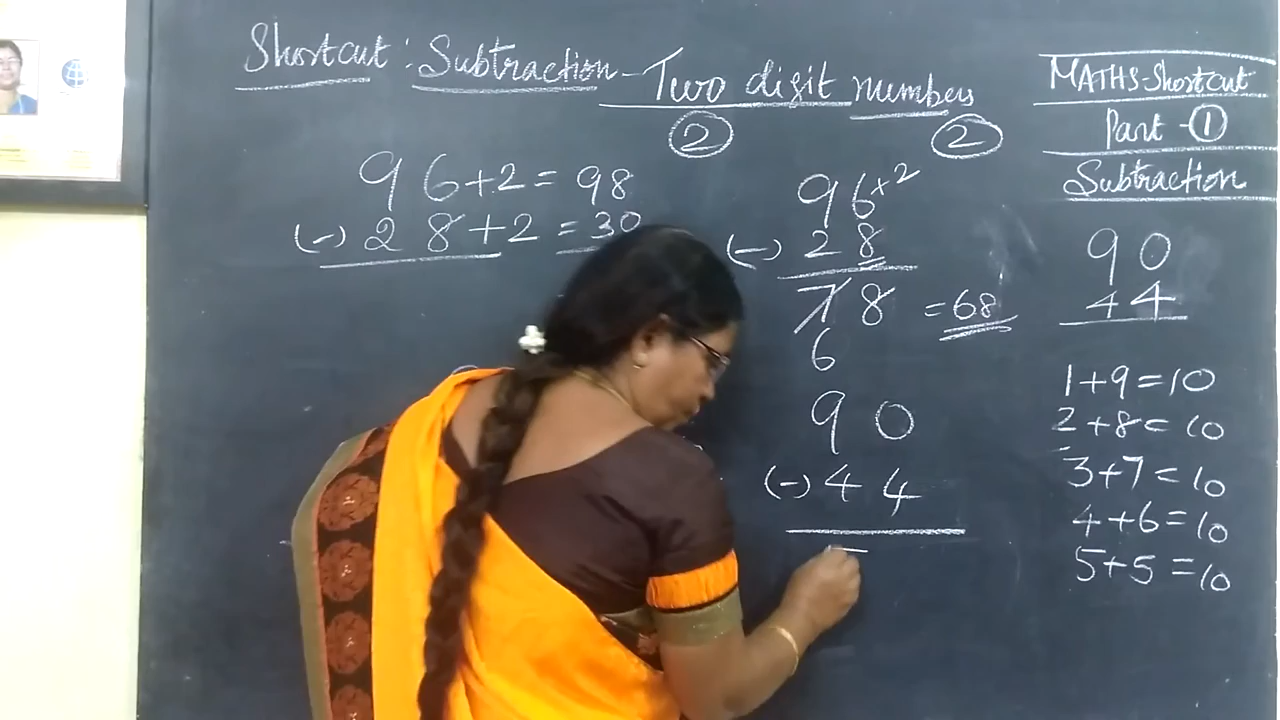 Shortcut : Subtraction - Two digit numbers
2
2
96+2 = 98
(-) 28+2 = 30
96+2
(-) 28
78 = 68
6
90
(-) 44
MATHS-Shortcut
Part - 1
Subtraction
90
44
1+9=10
2+8=10
3+7=10
4+6=10
5+5=10